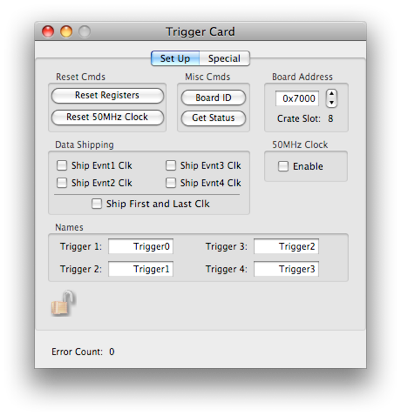 Trigger Card
Set Up Special
Reset Cmds Misc Cmds Board Address
Reset Registers Board ID 0x7000
Reset 50MHz Clock Get Status Crate Slot: 8
Data Shipping 50MHz Clock
Ship Evnt1 Clk Ship Evnt3 Clk Enable
Ship Evnt2 Clk Ship Evnt4 Clk
Ship First and Last Clk
Names
Trigger 1: Trigger0 Trigger 3: Trigger2
Trigger 2: Trigger1 Trigger 4: Trigger3
Error Count: 0